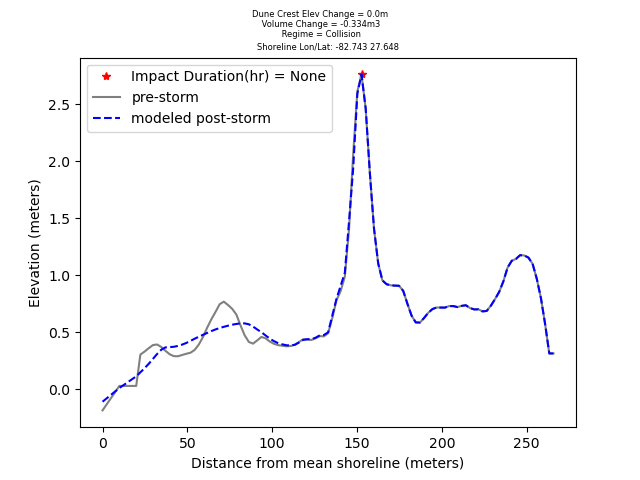 Dune Crest Elev Change = 0.0m
Volume Change = -0.334m3
Regime = Collision
Shoreline Lon/Lat: -82.743 27.648
Impact Duration(hr) = None
pre-storm
modeled post-storm
2.5
2.0
1.5
1.0
0.5
0.0
Elevation (meters)
0 50 100 150 200 250
Distance from mean shoreline (meters)